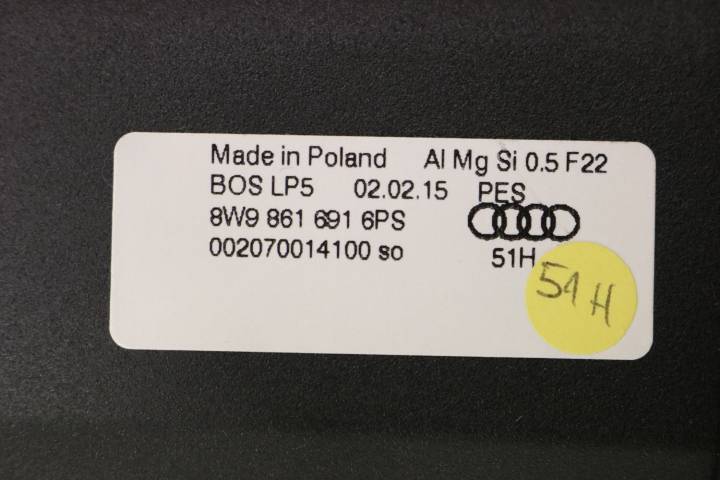 Made in Poland Al Mg Si 0.5 F22
BOS LP5 02.02.15 PES
8W9 861 691 6PS
002070014100 so
51H
51 H